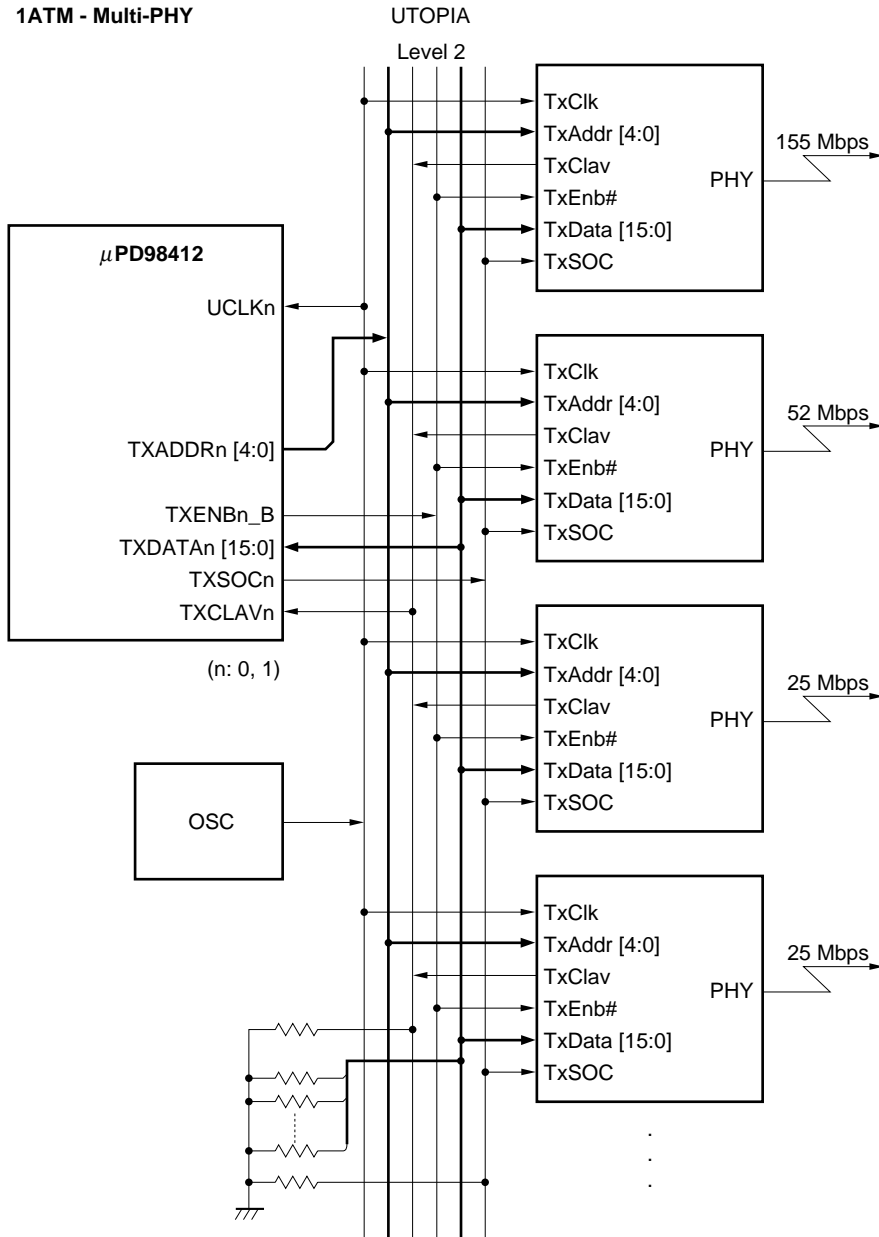 1ATM - Multi-PHY
UTOPIA
Level 2
TxClk
TxAddr [4:0]
TxClav
TxEnb#
TxData [15:0]
TxSOC
PHY
155 Mbps
μPD98412
UCLKn
TXADDRn [4:0]
TXENBn_B
TXDATAn [15:0]
TXSOCn
TXCLAVn
(n: 0, 1)
TxClk
TxAddr [4:0]
TxClav
TxEnb#
TxData [15:0]
TxSOC
PHY
52 Mbps
TxClk
TxAddr [4:0]
TxClav
TxEnb#
TxData [15:0]
TxSOC
PHY
25 Mbps
OSC
TxClk
TxAddr [4:0]
TxClav
TxEnb#
TxData [15:0]
TxSOC
PHY
25 Mbps
.
.
.